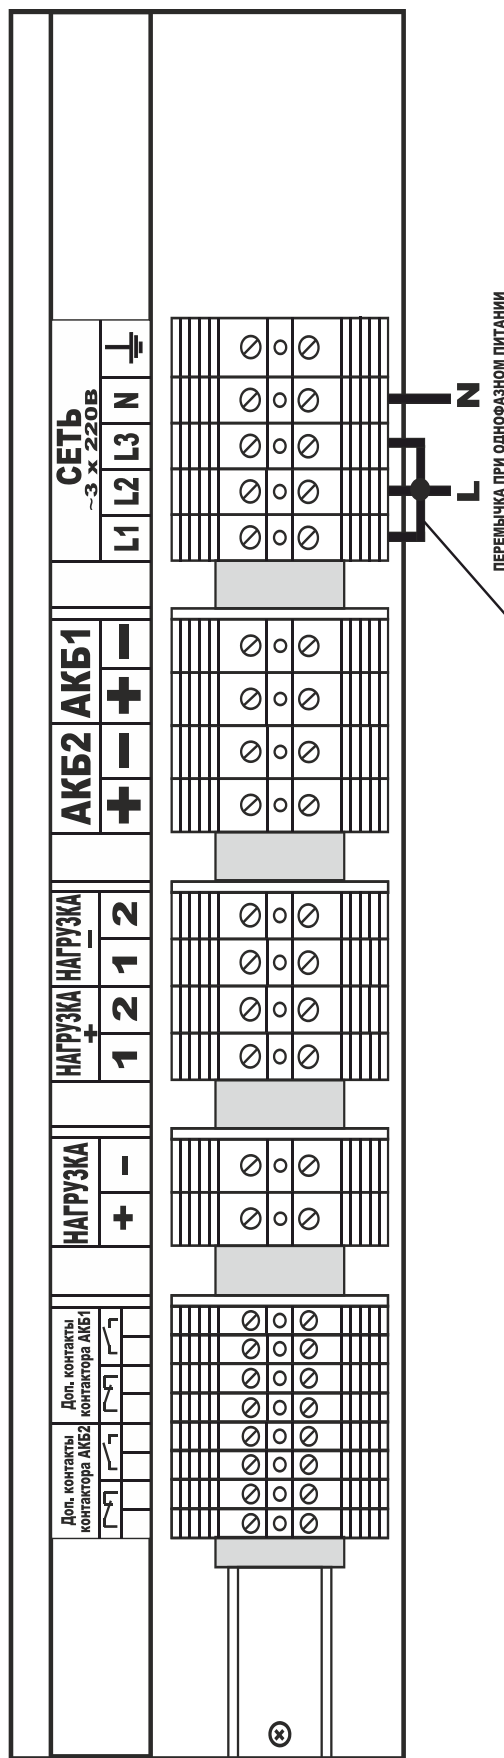 СЕТЬ
~3 x 220В
L1 L2 L3 N
АКБ2 АКБ1
+ – + –
НАГРУЗКА
+
НАГРУЗКА
–
1 2 1 2
НАГРУЗКА
+ -
Доп. контакты
контактора АКБ2
Доп. контакты
контактора АКБ1
L
N
ПЕРЕМЫЧКА ПРИ ОДНОФАЗНОМ ПИТАНИИ